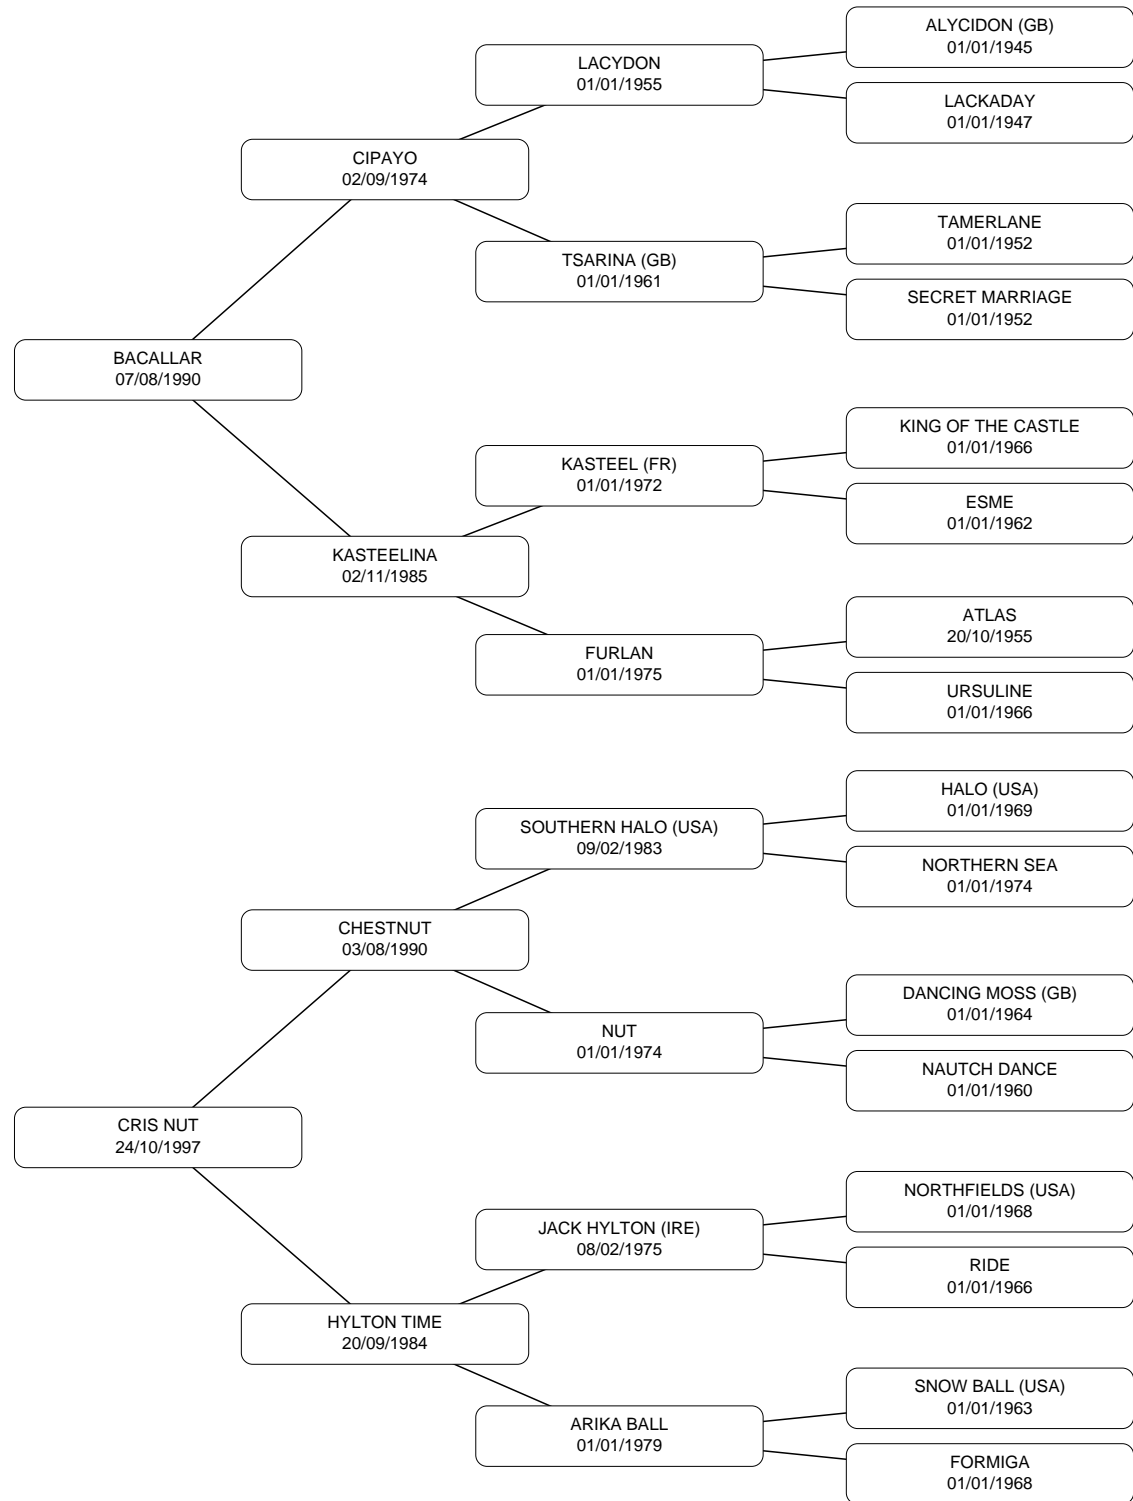 ALYCIDON (GB)
01/01/1945
LACYDON
01/01/1955
LACKADAY
01/01/1947
CIPAYO
02/09/1974
TAMERLANE
01/01/1952
TSARINA (GB)
01/01/1961
SECRET MARRIAGE
01/01/1952
BACALLAR
07/08/1990
KING OF THE CASTLE
01/01/1966
KASTEEL (FR)
01/01/1972
ESME
01/01/1962
KASTEELINA
02/11/1985
ATLAS
20/10/1955
FURLAN
01/01/1975
URSULINE
01/01/1966
HALO (USA)
01/01/1969
SOUTHERN HALO (USA)
09/02/1983
NORTHERN SEA
01/01/1974
CHESTNUT
03/08/1990
DANCING MOSS (GB)
01/01/1964
NUT
01/01/1974
NAUTCH DANCE
01/01/1960
CRIS NUT
24/10/1997
NORTHFIELDS (USA)
01/01/1968
JACK HYLTON (IRE)
08/02/1975
RIDE
01/01/1966
HYLTON TIME
20/09/1984
SNOW BALL (USA)
01/01/1963
ARIKA BALL
01/01/1979
FORMIGA
01/01/1968